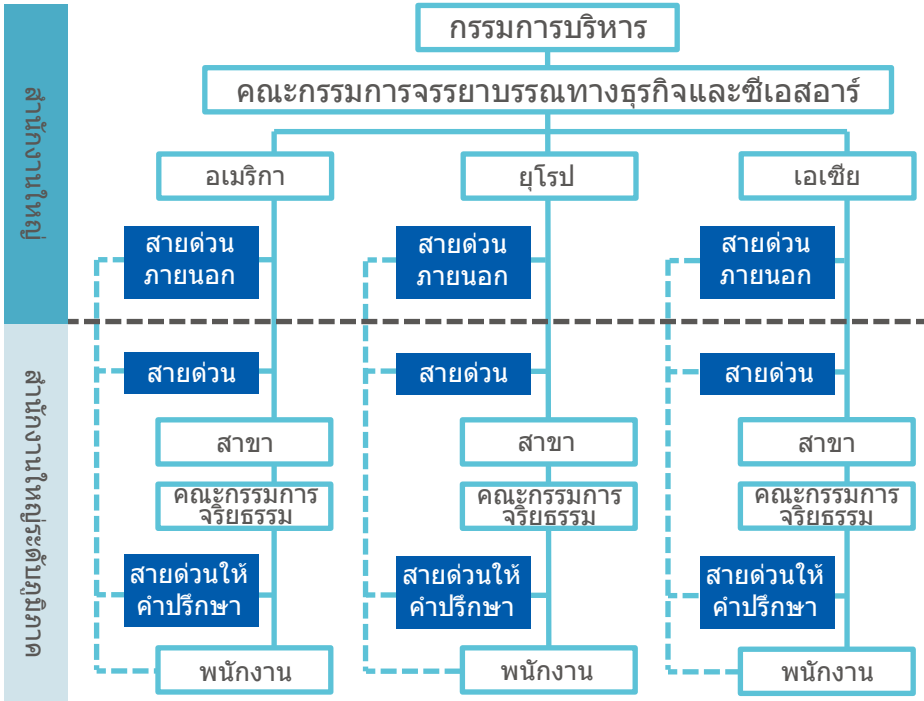 กรรมการบริหาร
คณะกรรมการจรรยาบรรณทางธุรกิจและซีเอสอาร์
สำนักงานใหญ่
อเมริกา
ยุโรป
เอเซีย
สายด่วน
ภายนอก
สายด่วน
ภายนอก
สายด่วน
ภายนอก
สำนักงานใหญ่ระดับภูมิภาค
สายด่วน
สายด่วน
สายด่วน
สาขา
สาขา
สาขา
คณะกรรมการ
จริยธรรม
คณะกรรมการ
จริยธรรม
คณะกรรมการ
จริยธรรม
สายด่วนให้
คำปรึกษา
สายด่วนให้
คำปรึกษา
สายด่วนให้
คำปรึกษา
พนักงาน
พนักงาน
พนักงาน